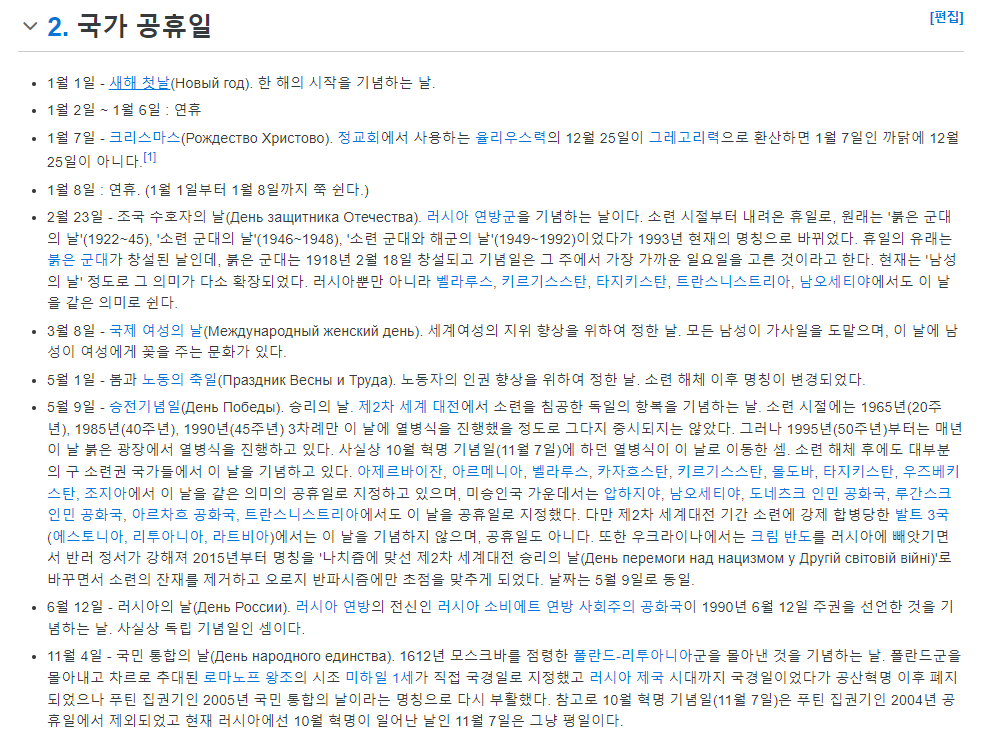 2. 국가 공휴일
[편집]
1월 1일 - 새해 첫날(Новый год). 한 해의 시작을 기념하는 날.
1월 2일 ~ 1월 6일 : 연휴
1월 7일 - 크리스마스(Рождество Христово). 정교회에서 사용하는 율리우스력의 12월 25일이 그레고리력으로 환산하면 1월 7일인 까닭에 12월
25일이 아니다.[1]
1월 8일 : 연휴. (1월 1일부터 1월 8일까지 쭉 쉰다.)
2월 23일 - 조국 수호자의 날(День защитника Отечества). 러시아 연방군을 기념하는 날이다. 소련 시절부터 내려온 휴일로, 원래는 '붉은 군대
의 날'(1922~45), '소련 군대의 날'(1946~1948), '소련 군대와 해군의 날'(1949~1992)이었다가 1993년 현재의 명칭으로 바뀌었다. 휴일의 유래는
붉은 군대가 창설된 날인데, 붉은 군대는 1918년 2월 18일 창설되고 기념일은 그 주에서 가장 가까운 일요일을 고른 것이라고 한다. 현재는 '남성
의 날' 정도로 그 의미가 다소 확장되었다. 러시아뿐만 아니라 벨라루스, 키르기스스탄, 타지키스탄, 트란스니스트리아, 남오세티야에서도 이 날
을 같은 의미로 쉰다.
3월 8일 - 국제 여성의 날(Международный женский день). 세계여성의 지위 향상을 위하여 정한 날. 모든 남성이 가사일을 도맡으며, 이 날에 남
성이 여성에게 꽃을 주는 문화가 있다.
5월 1일 - 봄과 노동의 축일(Праздник Весны и Труда). 노동자의 인권 향상을 위하여 정한 날. 소련 해체 이후 명칭이 변경되었다.
5월 9일 - 승전기념일(День Победы). 승리의 날. 제2차 세계 대전에서 소련을 침공한 독일의 항복을 기념하는 날. 소련 시절에는 1965년(20주
년), 1985년(40주년), 1990년(45주년) 3차례만 이 날에 열병식을 진행했을 정도로 그다지 중시되지는 않았다. 그러나 1995년(50주년)부터는 매년
이 날 붉은 광장에서 열병식을 진행하고 있다. 사실상 10월 혁명 기념일(11월 7일)에 하던 열병식이 이 날로 이동한 셈. 소련 해체 후에도 대부분
의 구 소련권 국가들에서 이 날을 기념하고 있다. 아제르바이잔, 아르메니아, 벨라루스, 카자흐스탄, 키르기스스탄, 몰도바, 타지키스탄, 우즈베키
스탄, 조지아에서 이 날을 같은 의미의 공휴일로 지정하고 있으며, 미승인국 가운데에서는 압하지야, 남오세티야, 도네츠크 인민 공화국, 루간스크
인민 공화국, 아르차흐 공화국, 트란스니스트리아에서도 이 날을 공휴일로 지정했다. 다만 제2차 세계대전 기간 소련에 강제 합병당한 발트 3국
(에스토니아, 리투아니아, 라트비아)에서는 이 날을 기념하지 않으며, 공휴일도 아니다. 또한 우크라이나에서는 크림 반도를 러시아에 빼앗기면
서 반러 정서가 강해져 2015년부터 명칭을 '나치즘에 맞선 제2차 세계대전 승리의 날(День перемоги над нацизмом у Другій світовій війні)'로
바꾸면서 소련의 잔재를 제거하고 오로지 반파시즘에만 초점을 맞추게 되었다. 날짜는 5월 9일로 동일.
6월 12일 - 러시아의 날(День России). 러시아 연방의 전신인 러시아 소비에트 연방 사회주의 공화국이 1990년 6월 12일 주권을 선언한 것을 기
념하는 날. 사실상 독립 기념일인 셈이다.
11월 4일 - 국민 통합의 날(День народного единства). 1612년 모스크바를 점령한 폴란드-리투아니아군을 몰아낸 것을 기념하는 날. 폴란드군을
몰아내고 차르로 추대된 로마노프 왕조의 시조 미하일 1세가 직접 국경일로 지정했고 러시아 제국 시대까지 국경일이었다가 공산혁명 이후 폐지
되었으나 푸틴 집권기인 2005년 국민 통합의 날이라는 명칭으로 다시 부활했다. 참고로 10월 혁명 기념일(11월 7일)은 푸틴 집권기인 2004년 공
휴일에서 제외되었고 현재 러시아에선 10월 혁명이 일어난 날인 11월 7일은 그냥 평일이다.